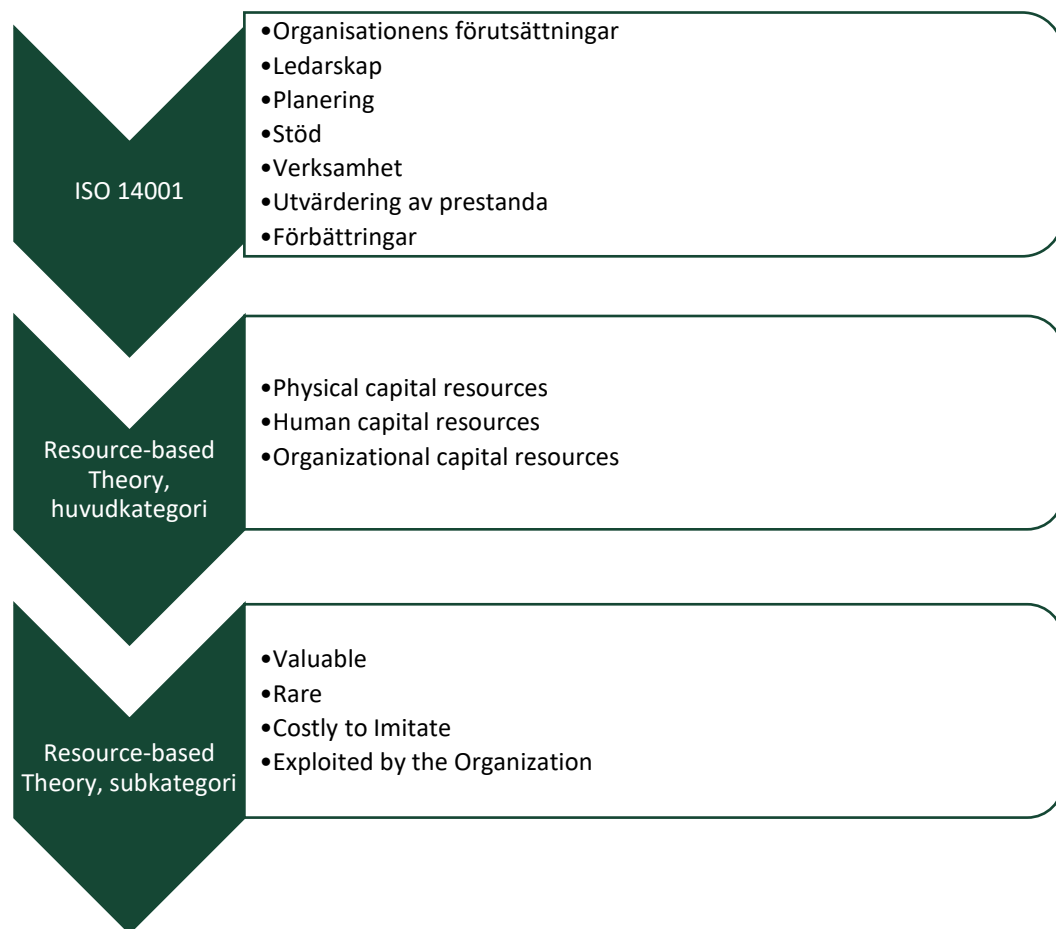 •Organisationens förutsättningar
•Ledarskap
•Planering
•Stöd
•Verksamhet
•Utvärdering av prestanda
•Förbättringar
ISO 14001
•Physical capital resources
•Human capital resources
•Organizational capital resources
Resource-based
Theory,
huvudkategori
•Valuable
•Rare
•Costly to Imitate
•Exploited by the Organization
Resource-based
Theory, subkategori